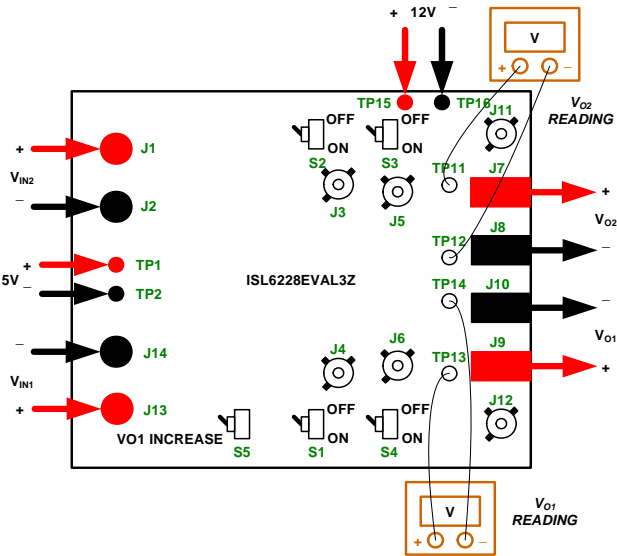 + 12V −
V
+ −
VO2
READING
TP15
TP16
J11
OFF
ON
S2
OFF
ON
S3
+
J1
VIN2
−
J2
J3
J5
TP11
J7
+
VO2
J8
−
TP12
+
TP1
5V
−
TP2
ISL6228EVAL3Z
TP14
J10
−
VO1
−
J14
J4
J6
TP13
J9
+
VIN1
+
J13
VO1 INCREASE
S5
OFF
ON
S1
OFF
ON
S4
J12
V
+ −
VO1
READING